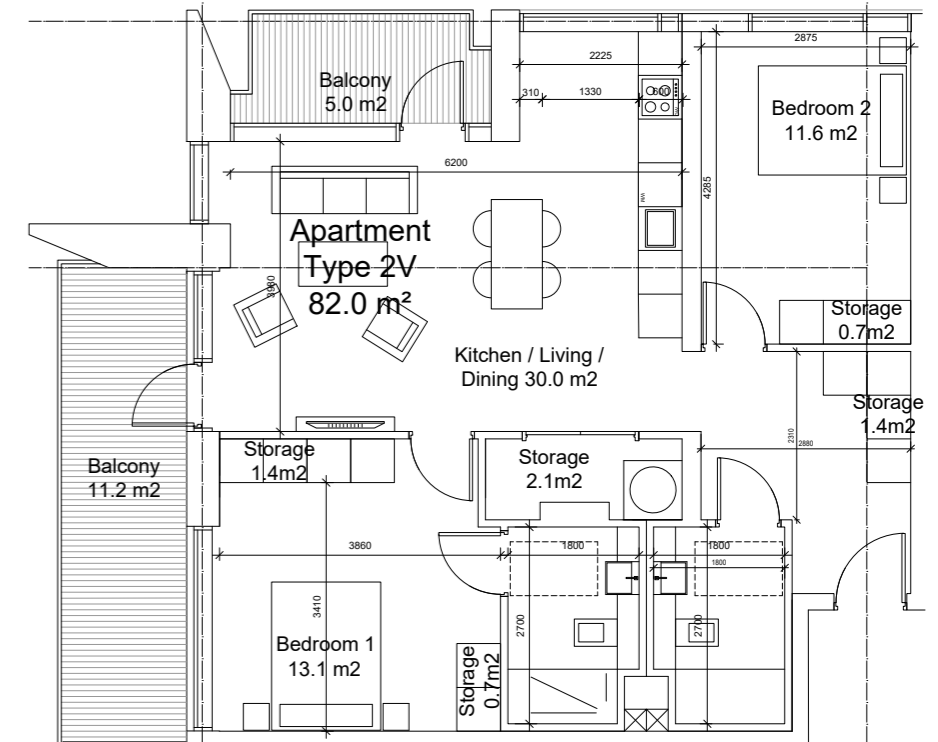 2875
2225
Balcony
5.0 m2
310
1330
600
Bedroom 2
11.6 m2
6200
4285
Apartment
Type 2V
82.0 m²
3980
Storage
0.7m2
Kitchen / Living /
Dining 30.0 m2
Storage
1.4m2
2310
2880
Storage
1.4m2
Storage
2.1m2
Balcony
11.2 m2
3860
1800
1800
1800
3410
2700
2700
Bedroom 1
13.1 m2
Storage
0.7m2